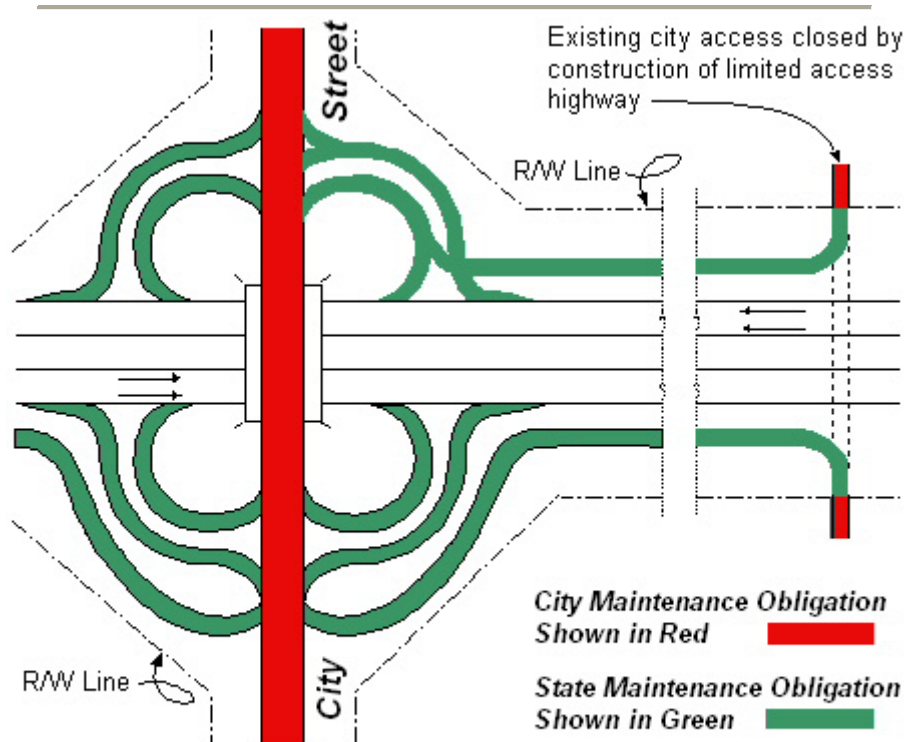 Street
Existing city access closed by
construction of limited access
highway
R/W Line
City Maintenance Obligation
Shown in Red
R/W Line
City
State Maintenance Obligation
Shown in Green